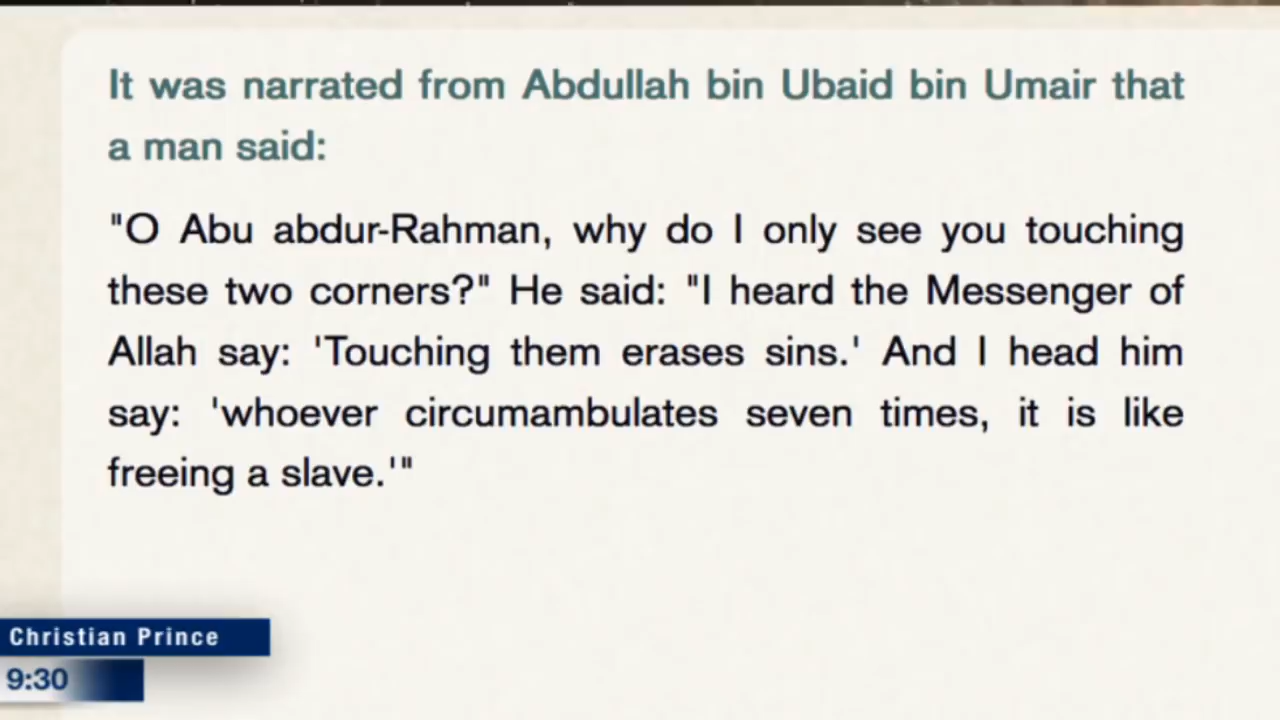 It was narrated from Abdullah bin Ubaid bin Umair that
a man said:
"O Abu abdur-Rahman, why do I only see you touching
these two corners?" He said: "I heard the Messenger of
Allah say: 'Touching them erases sins.' And I head him
say: 'whoever circumambulates seven times, it is like
freeing a slave.'"
Christian Prince
9:30